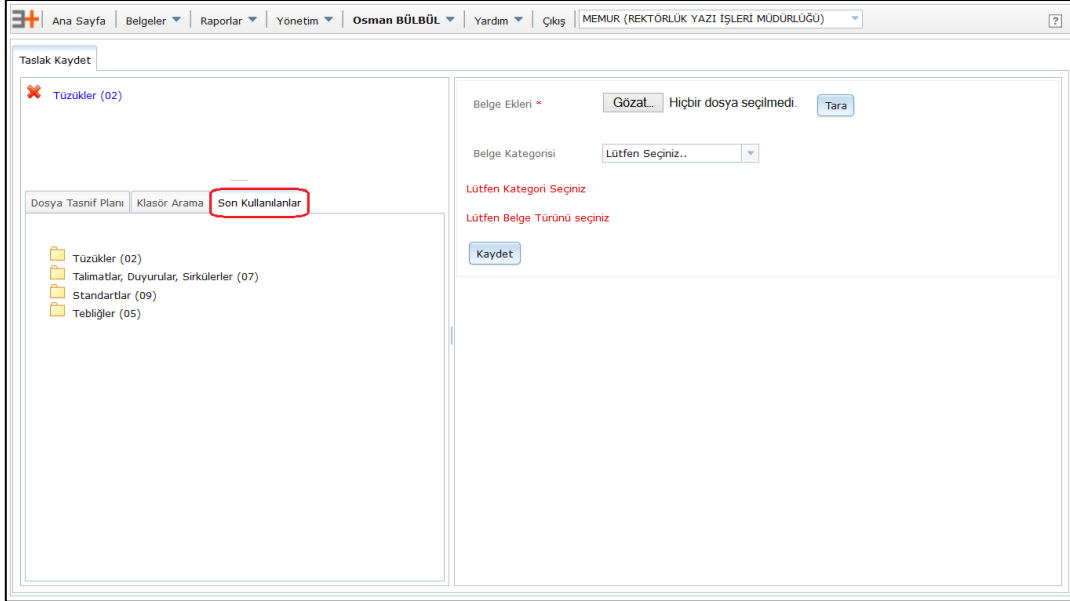 Ana Sayfa Belgeler Raporlar Yönetim Osman BÜLBÜL Yardım Çıkış MEMUR (REKTÖRLÜK YAZI İŞLERİ MÜDÜRLÜĞÜ) ?
Taslak Kaydet
Tüzükler (02)
Dosya Tasnif Planı Klasör Arama Son Kullanılanlar
Tüzükler (02)
Talimatlar, Duyurular, Sirkülerler (07)
Standartlar (09)
Tebliğler (05)
Belge Ekleri * Gözat... Hiçbir dosya seçilmedi. Tara
Belge Kategorisi Lütfen Seçiniz..
Lütfen Kategori Seçiniz
Lütfen Belge Türünü seçiniz
Kaydet